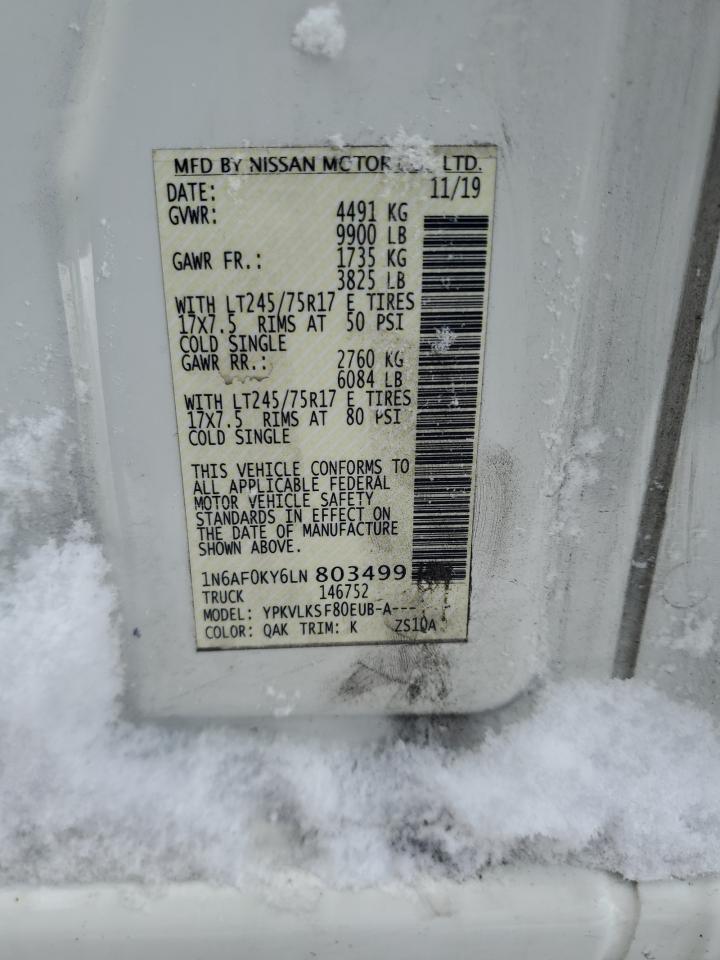 MFD BY NISSAN MOTOR LTD.
DATE: 11/19
GVWR: 4491 KG
9900 LB
GAWR FR.: 1735 KG
3825 LB
WITH LT245/75R17 E TIRES
17X7.5 RIMS AT 50 PSI
COLD SINGLE
GAWR RR.: 2760 KG
6084 LB
WITH LT245/75R17 E TIRES
17X7.5 RIMS AT 80 PSI
COLD SINGLE
THIS VEHICLE CONFORMS TO
ALL APPLICABLE FEDERAL
MOTOR VEHICLE SAFETY
STANDARDS IN EFFECT ON
THE DATE OF MANUFACTURE
SHOWN ABOVE.
1N6AF0KY6LN 803499
TRUCK 146752
MODEL: YPKVLKSF80EUB-A----
COLOR: QAK TRIM: K ZS1QA